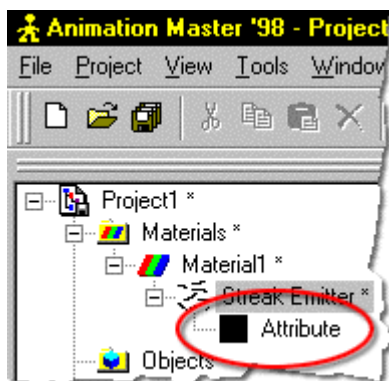 Animation Master '98 - Project
File Project View Tools Window
Project1 *
Materials *
Material1 *
Streak Emitter *
Attribute
Objects